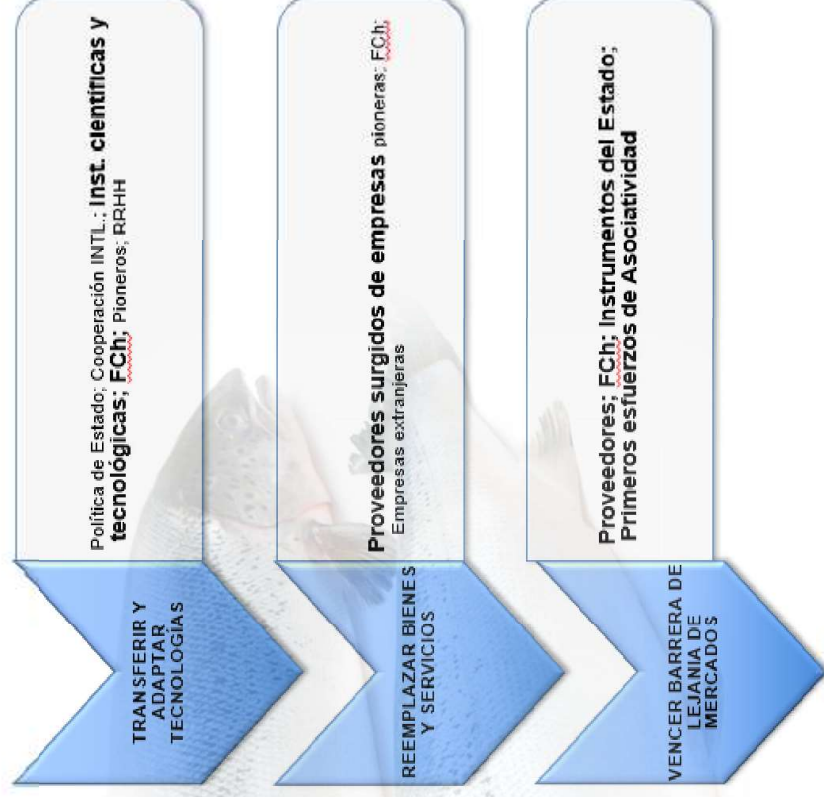 TRANSFERIR Y
ADAPTAR
TECNOLOGÍAS
Política de Estado; Cooperación INTL.; Inst. científicas y
tecnológicas; FCh; Pioneros; RRHH
REEMPLAZAR BIENES
Y SERVICIOS
Proveedores surgidos de empresas pioneras; FCh;
Empresas extranjeras
VENCER BARRERA DE
LEJANIA DE
MERCADOS
Proveedores; FCh; Instrumentos del Estado;
Primeros esfuerzos de Asociatividad